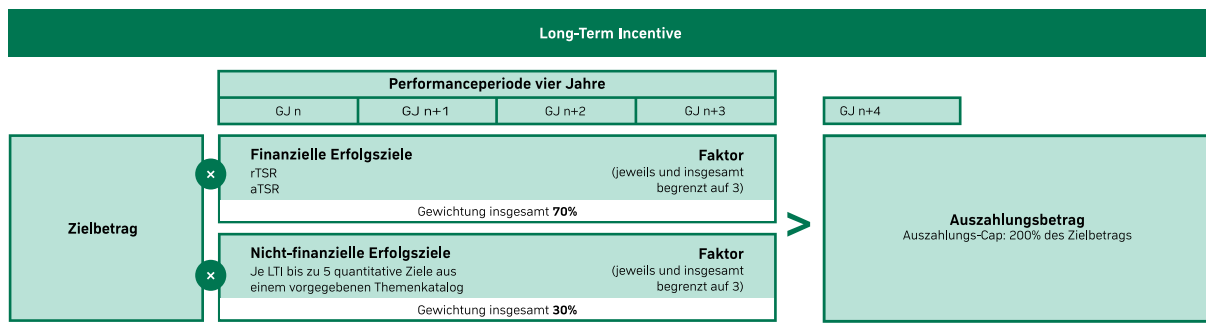 Long-Term Incentive
Performanceperiode vier Jahre
GJ n
GJ n+1
GJ n+2
GJ n+3
GJ n+4
Zielbetrag
×
Finanzielle Erfolgsziele
rTSR
aTSR
Faktor
(jeweils und insgesamt
begrenzt auf 3)
Gewichtung insgesamt 70%
×
Nicht-finanzielle Erfolgsziele
Je LTI bis zu 5 quantitative Ziele aus
einem vorgegebenen Themenkatalog
Faktor
(jeweils und insgesamt
begrenzt auf 3)
Gewichtung insgesamt 30%
>
Auszahlungsbetrag
Auszahlungs-Cap: 200% des Zielbetrags